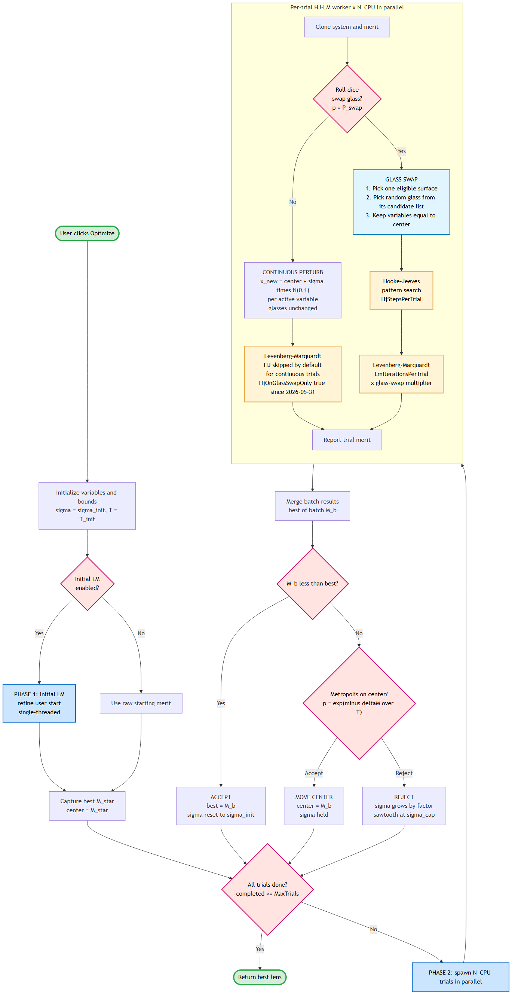 Per-trial HJ-LM worker x N_CPU in parallel
Clone system and merit
Roll dice
swap glass?
p = P_swap
Yes
No
GLASS SWAP
1. Pick one eligible surface
2. Pick random glass from
its candidate list
3. Keep variables equal to
center
User clicks Optimize
CONTINUOUS PERTURB
x_new = center + sigma
times N(0,1)
per active variable
glasses unchanged
Hooke-Jeeves
pattern search
HjStepsPerTrial
Levenberg-Marquardt
HJ skipped by default
for continuous trials
HjOnGlassSwapOnly true
since 2026-05-31
Levenberg-Marquardt
LmIterationsPerTrial
x glass-swap multiplier
Report trial merit
Initialize variables and
bounds
sigma = sigma_init, T =
T_init
Merge batch results
best of batch M_b
Initial LM
enabled?
M_b less than best?
Yes
No
No
PHASE 1: Initial LM
refine user start
single-threaded
Use raw starting merit
Yes
Metropolis on center?
p = exp(minus deltaM over
T)
Accept
Reject
Capture best M_star
center = M_star
ACCEPT
best = M_b
sigma reset to sigma_init
MOVE CENTER
center = M_b
sigma held
REJECT
sigma grows by factor
sawtooth at sigma_cap
All trials done?
completed >= MaxTrials
No
Yes
Return best lens
PHASE 2: spawn N_CPU
trials in parallel